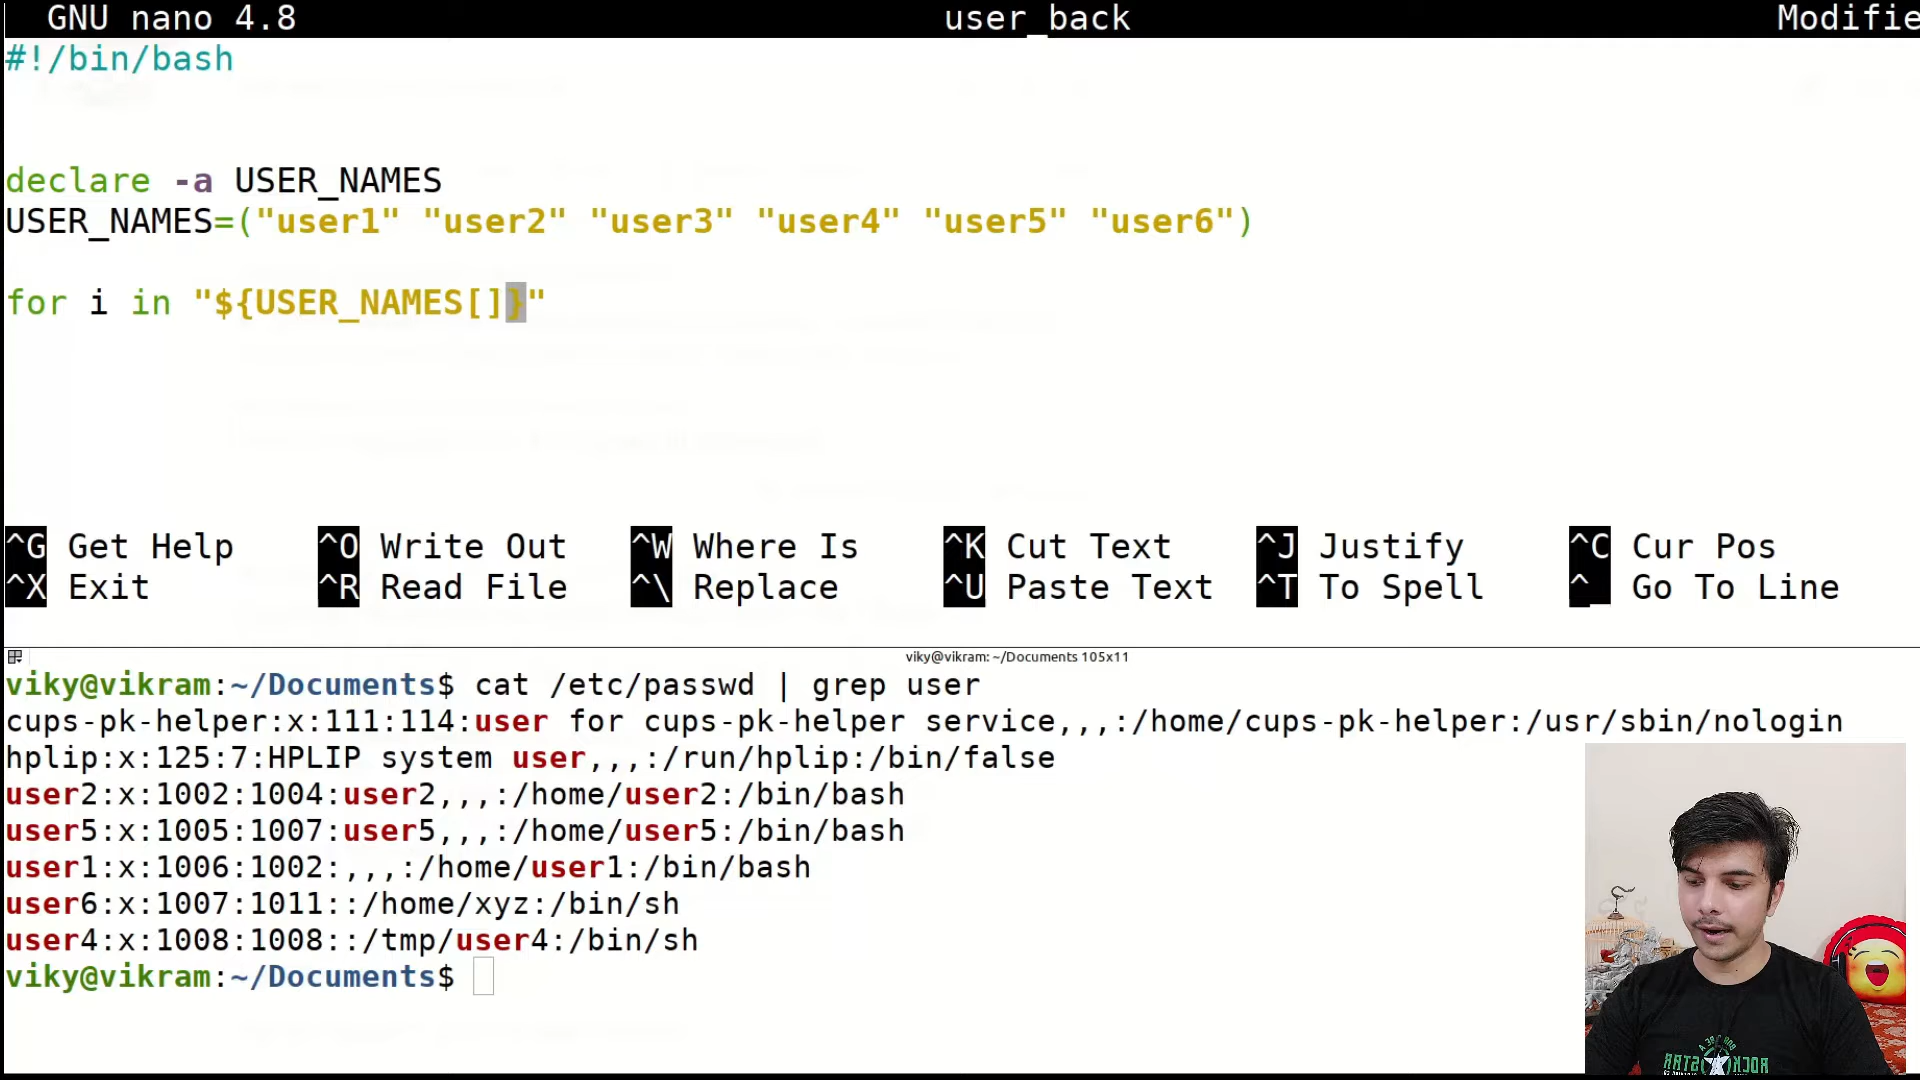 GNU nano 4.8 user_back Modifie
#!/bin/bash
declare -a USER_NAMES
USER_NAMES=("user1" "user2" "user3" "user4" "user5" "user6")
for i in "${USER_NAMES[]}"
^G Get Help ^O Write Out ^W Where Is ^K Cut Text ^J Justify ^C Cur Pos
^X Exit ^R Read File ^\ Replace ^U Paste Text ^T To Spell ^_ Go To Line
viky@vikram: ~/Documents 105x11
viky@vikram:~/Documents$ cat /etc/passwd | grep user
cups-pk-helper:x:111:114:user for cups-pk-helper service,,,:/home/cups-pk-helper:/usr/sbin/nologin
hplip:x:125:7:HPLIP system user,,,:/run/hplip:/bin/false
user2:x:1002:1004:user2,,,:/home/user2:/bin/bash
user5:x:1005:1007:user5,,,:/home/user5:/bin/bash
user1:x:1006:1002:,,,:/home/user1:/bin/bash
user6:x:1007:1011::/home/xyz:/bin/sh
user4:x:1008:1008::/tmp/user4:/bin/sh
viky@vikram:~/Documents$